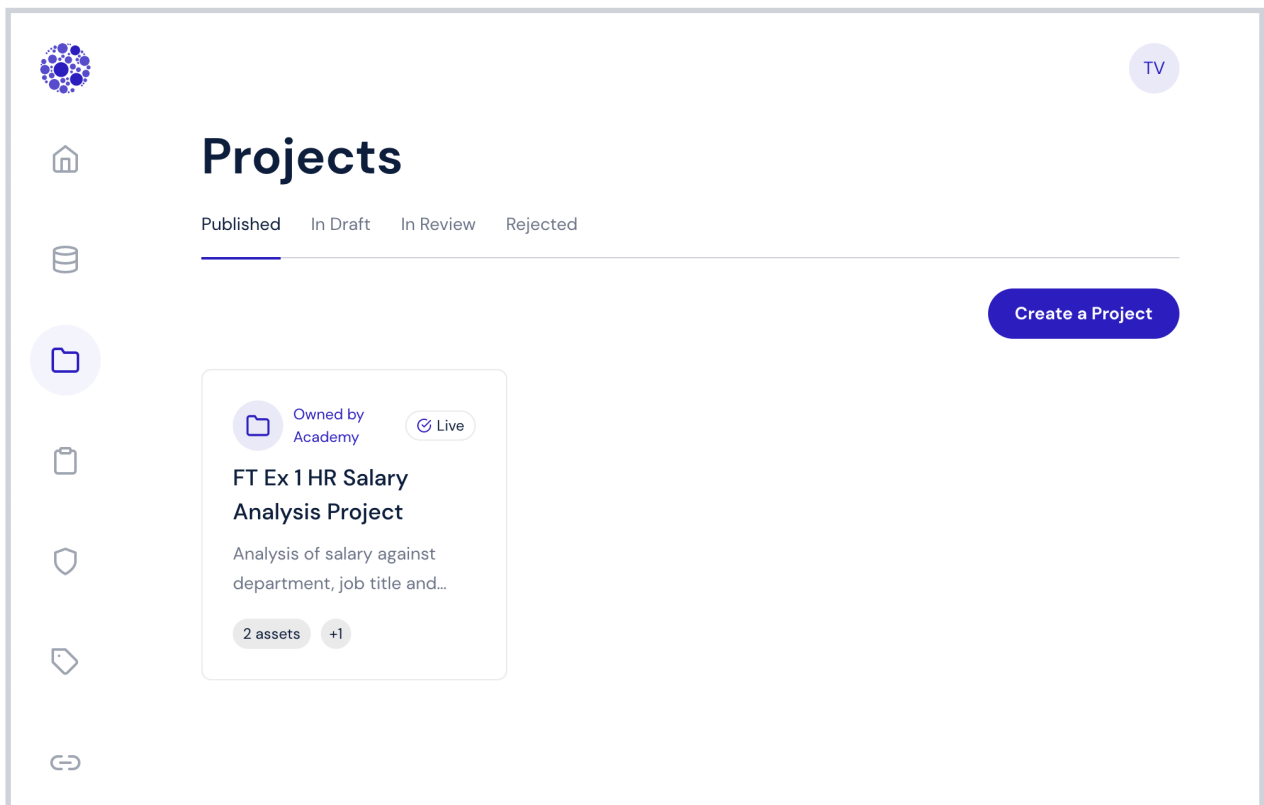 TV
Projects
Published In Draft In Review Rejected
Create a Project
Owned by
Academy
Live
FT Ex 1 HR Salary
Analysis Project
Analysis of salary against
department, job title and...
2 assets +1